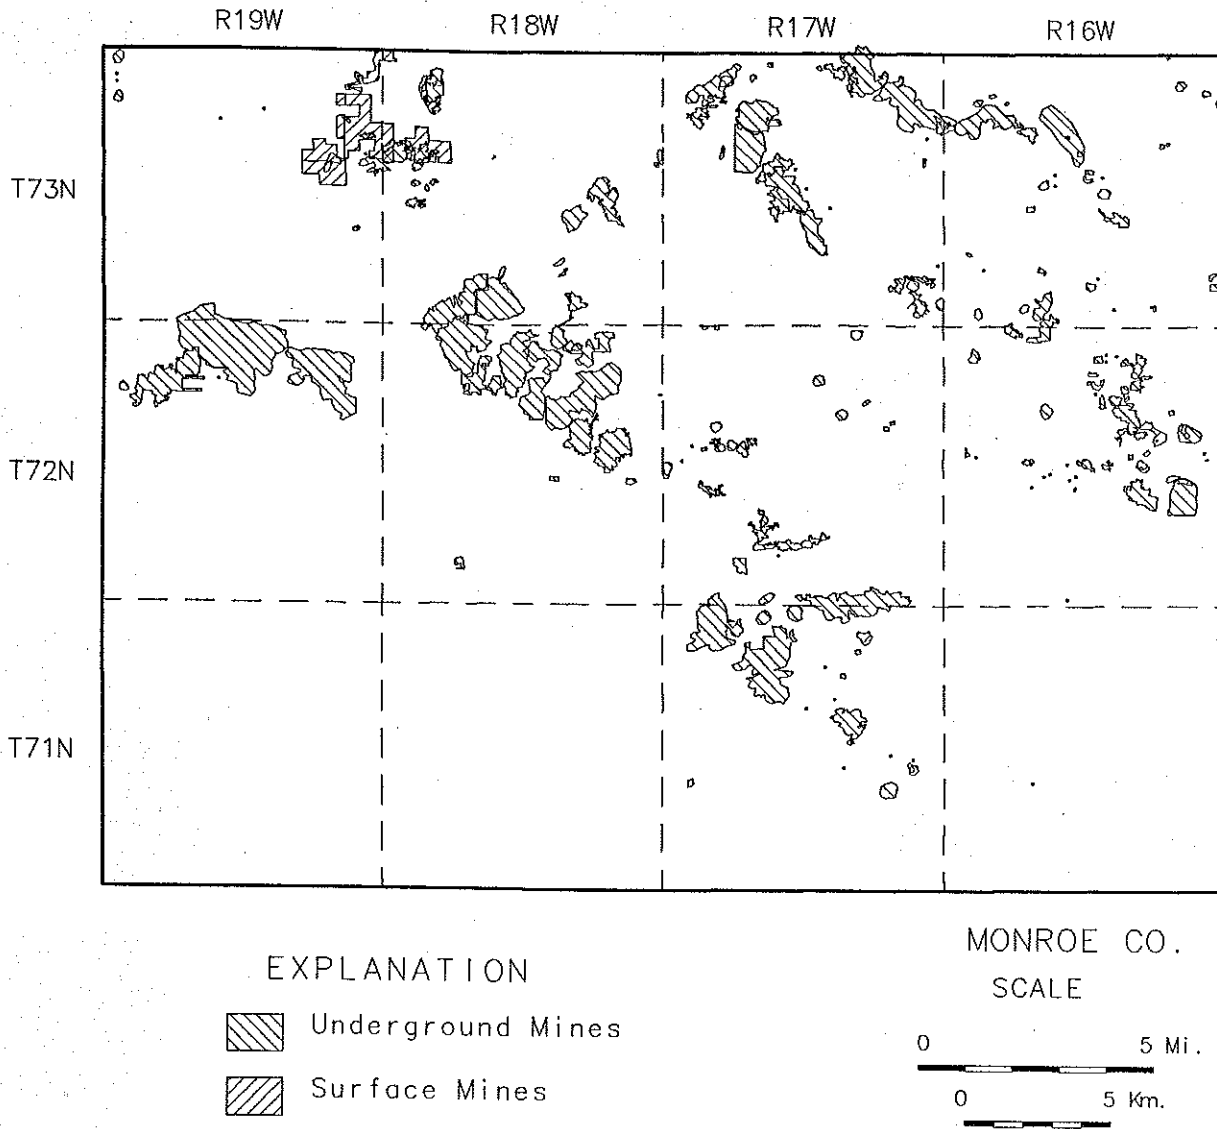 R19W R18W R17W R16W
T73N
T72N
T71N
EXPLANATION
Underground Mines
Surface Mines
MONROE CO.
SCALE
0 5 Mi.
0 5 Km.